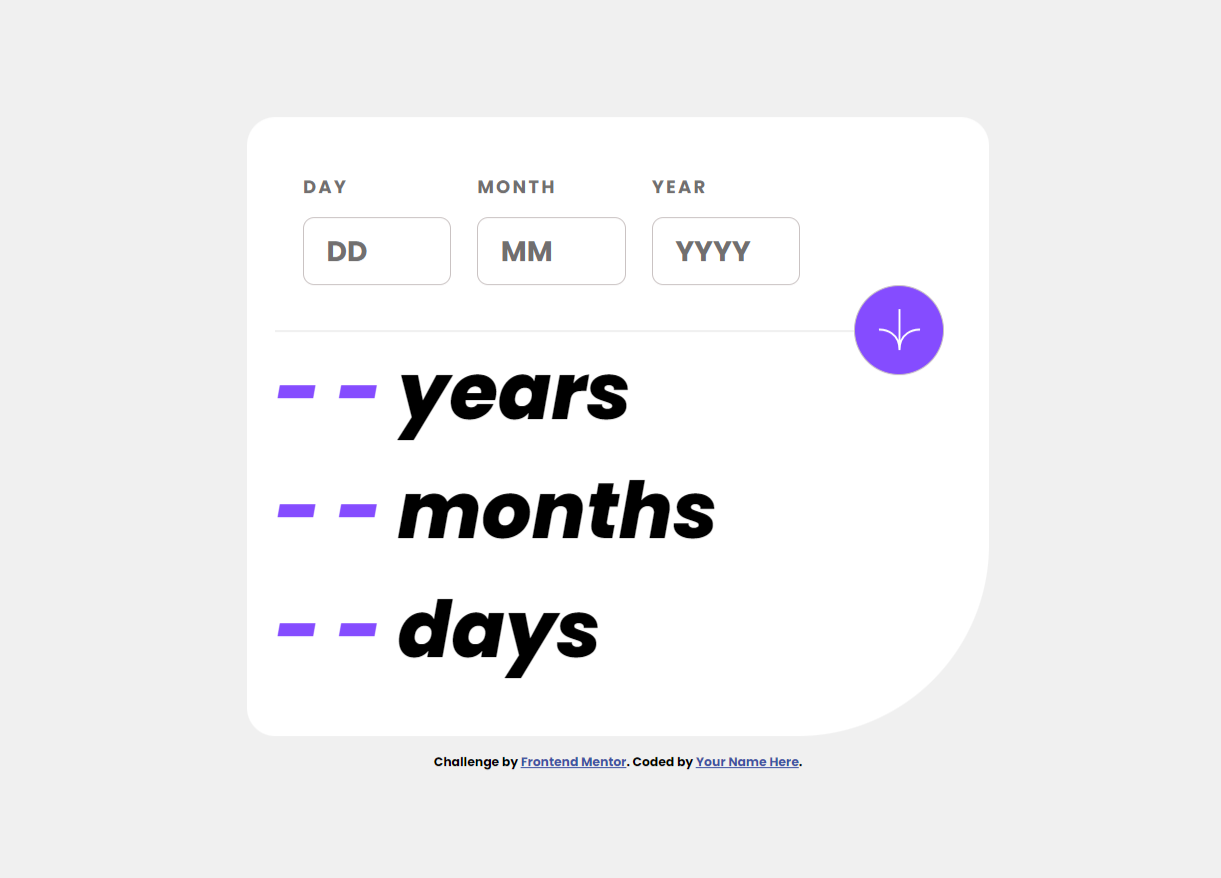 DAY MONTH YEAR
DD MM YYYY
- - years
- - months
- - days
Challenge by Frontend Mentor. Coded by Your Name Here.